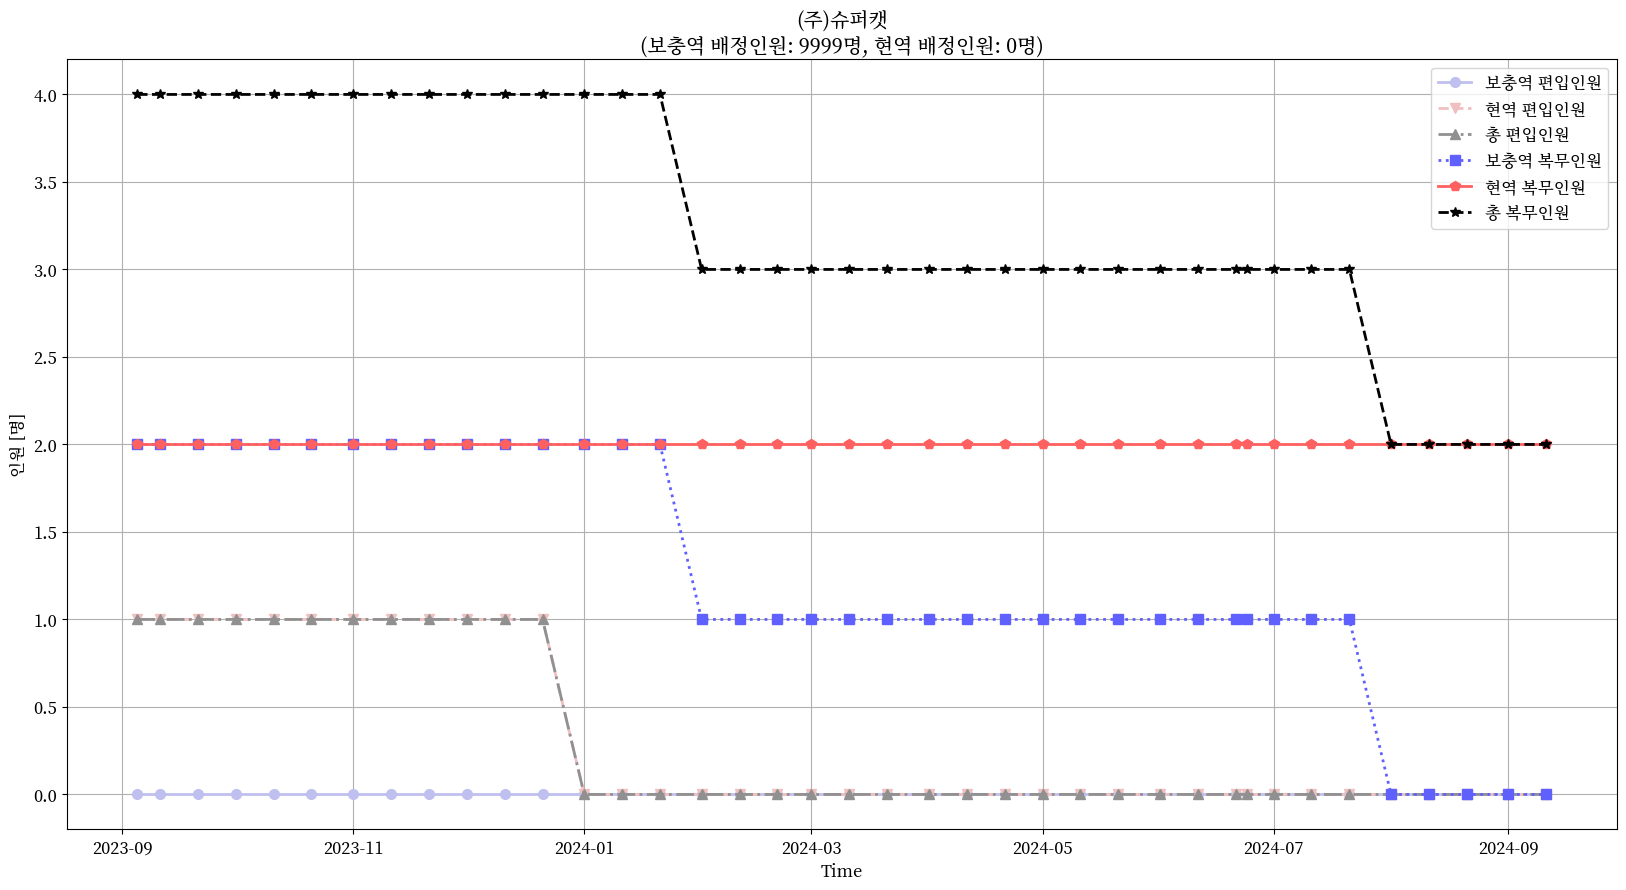 (주)슈퍼캣
(보충역 배정인원: 9999명, 현역 배정인원: 0명)
보충역 편입인원
현역 편입인원
총 편입인원
보충역 복무인원
현역 복무인원
총 복무인원
인원 [명]
4.0
3.5
3.0
2.5
2.0
1.5
1.0
0.5
0.0
2023-09 2023-11 2024-01 2024-03 2024-05 2024-07 2024-09
Time